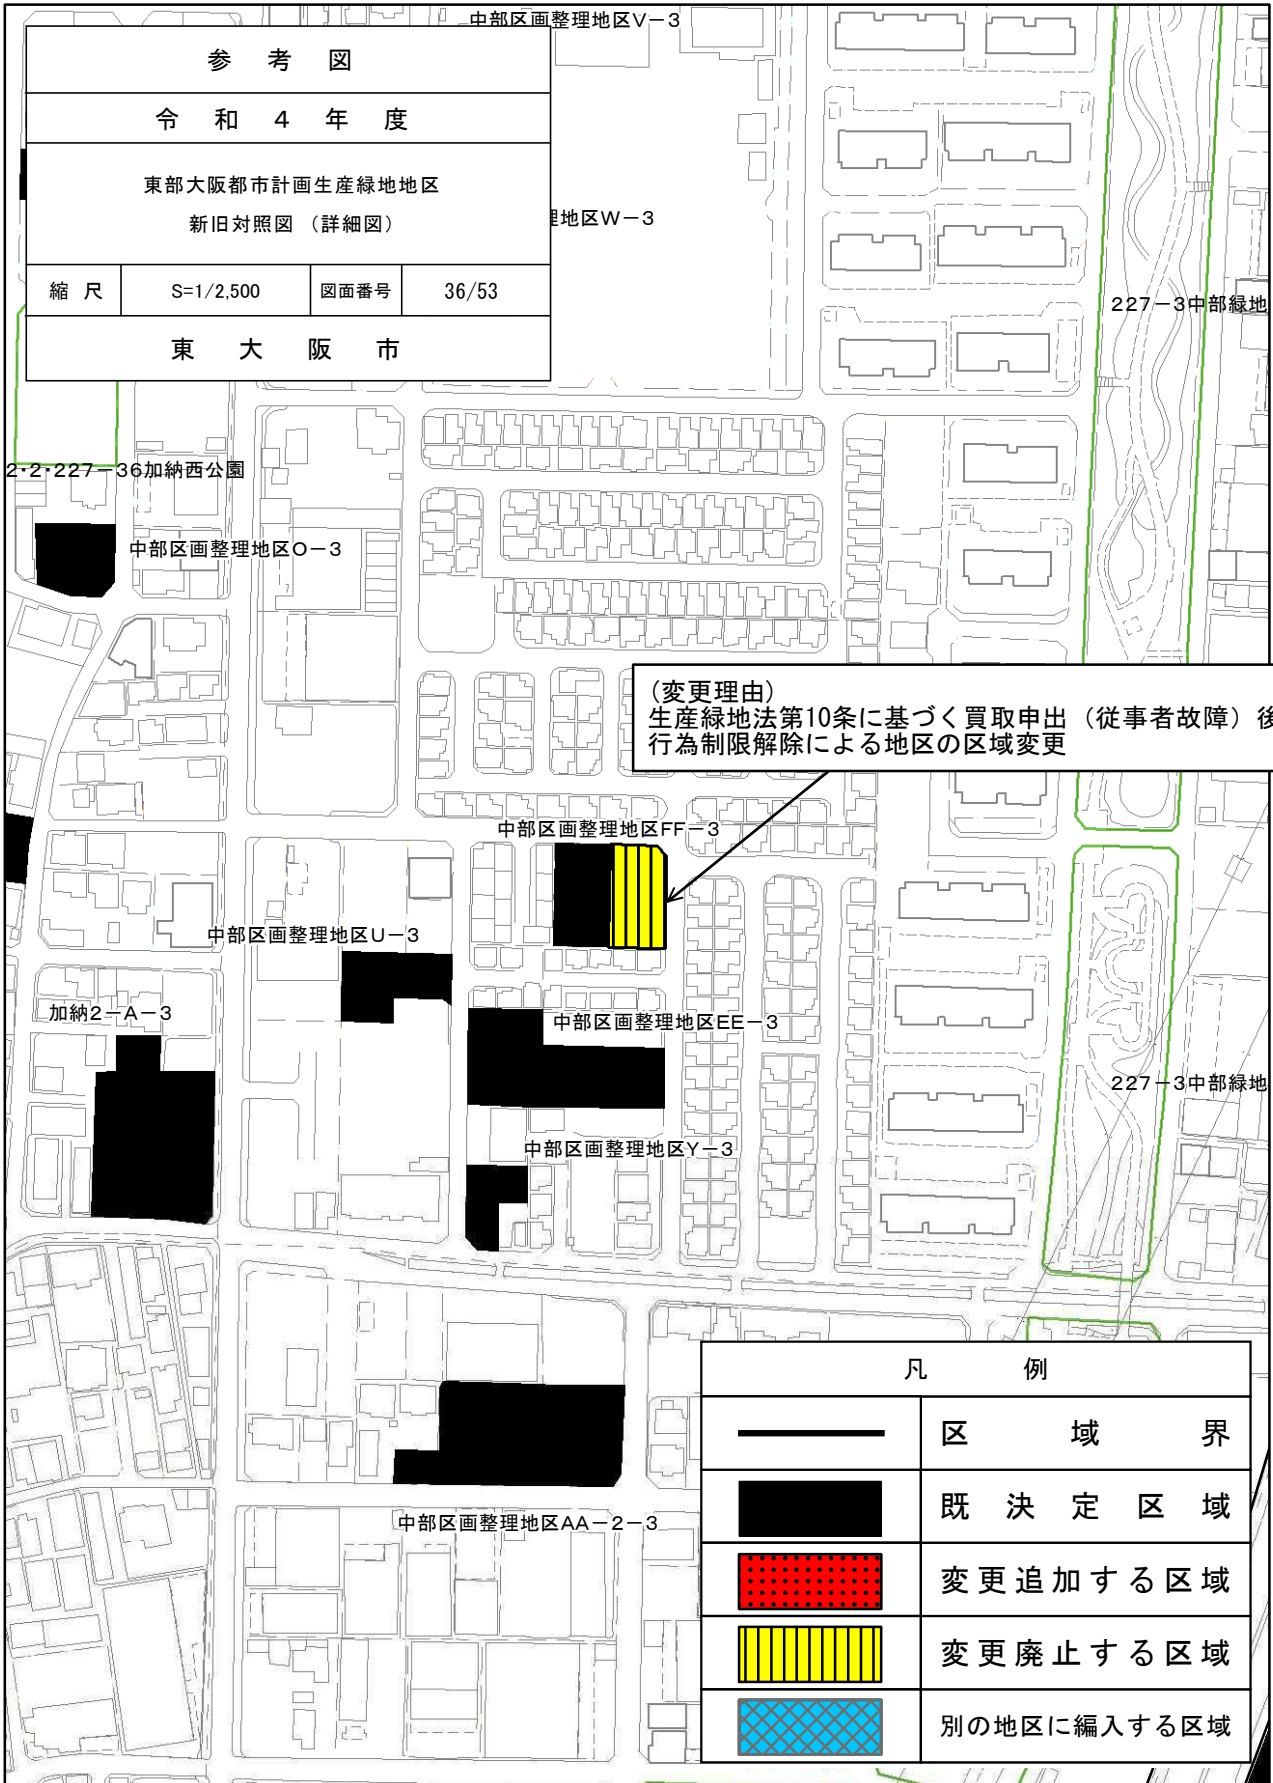 中部区画整理地区V－3
参考図
令和4年度
東部大阪都市計画生産緑地地区
新旧対照図（詳細図）
縮尺 S=1/2,500 図面番号 36/53
東大阪市
理地区W－3
227－3中部緑地
2・2・227－36加納西公園
中部区画整理地区O－3
（変更理由）
生産緑地法第10条に基づく買取申出（従事者故障）後
行為制限解除による地区の区域変更
中部区画整理地区FF－3
中部区画整理地区U－3
加納2－A－3
中部区画整理地区EE－3
227－3中部緑地
中部区画整理地区Y－3
中部区画整理地区AA－2－3
凡例
区域界
既決定区域
変更追加する区域
変更廃止する区域
別の地区に編入する区域